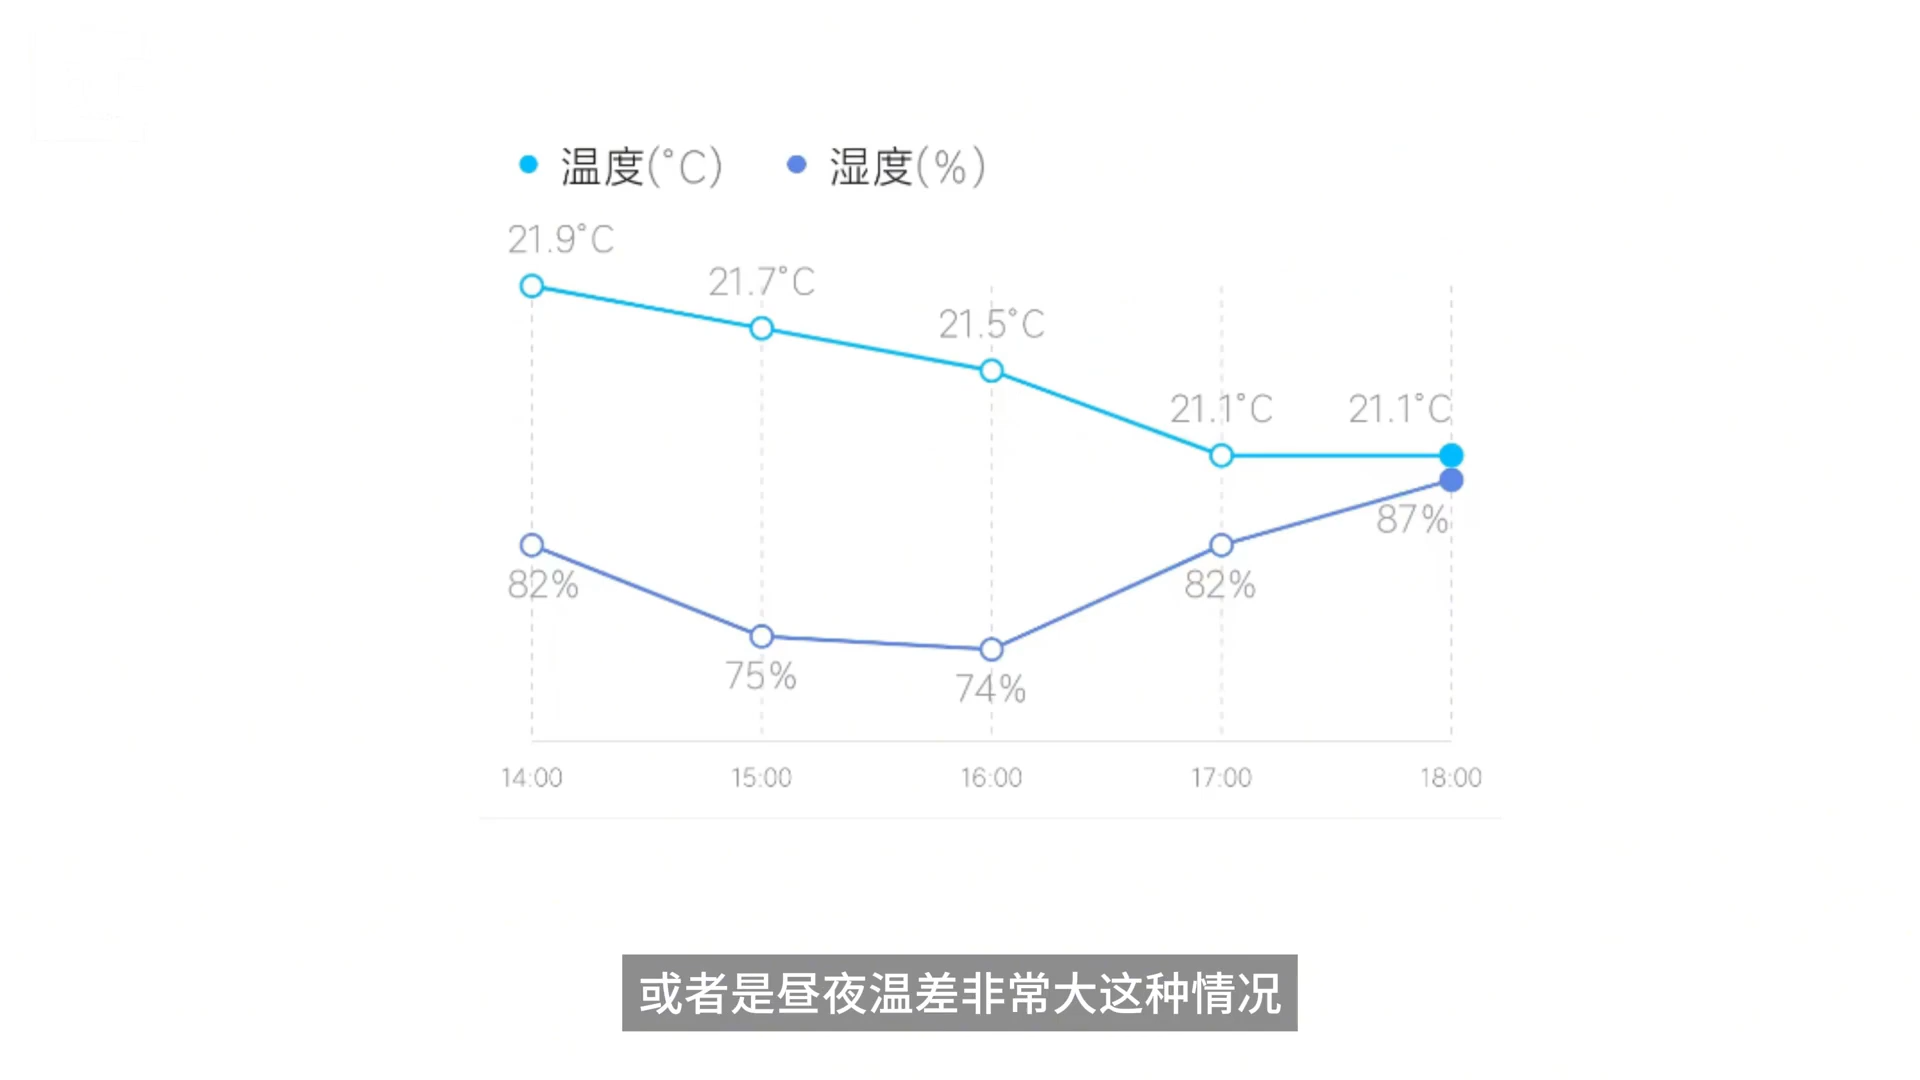 温度(°C) 湿度(%)
21.9°C
21.7°C
21.5°C
21.1°C 21.1°C
87%
82% 82%
75%
74%
14:00 15:00 16:00 17:00 18:00
或者是昼夜温差非常大这种情况